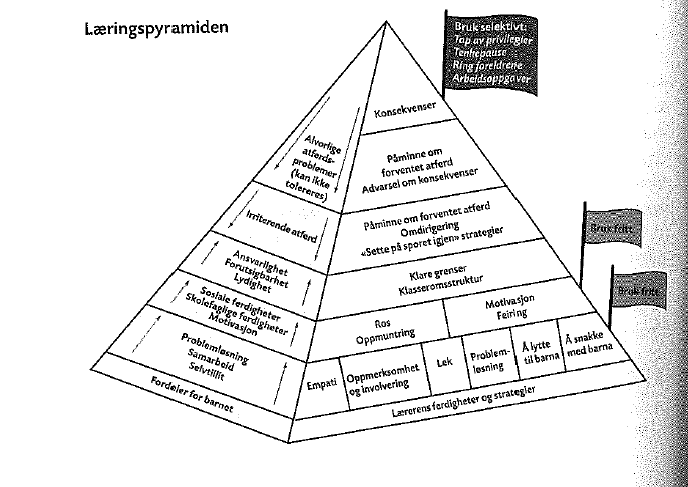 Læringspyramiden
Bruk selektivt:
Tap av privilegier
Tenkepause
Ring foreldrene
Arbeidsoppgaver
Konsekvenser
Alvorlige
atferds-
problemer
(kan ikke
tolereres)
Påminne om
forventet atferd
Advarsel om konsekvenser
Irriterende atferd
Påminne om forventet atferd
Omdirigering
«Sette på sporet igjen» strategier
Bruk fritt
Ansvarlighet
Forutsigbarhet
Lydighet
Klare grenser
Klasseromsstruktur
Bruk fritt
Sosiale ferdigheter
Skolefaglige ferdigheter
Motivasjon
Ros
Oppmuntring
Motivasjon
Feiring
Problemløsning
Samarbeid
Selvtillit
Empati
Oppmerksomhet
og involvering
Lek
Problem-
løsning
Å lytte
til barna
Å snakke
med barna
Fordeler for barnet
Lærerens ferdigheter og strategier